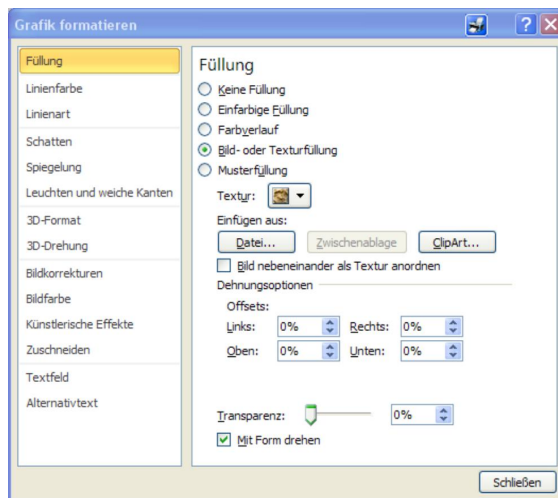 Grafik formatieren
Füllung
Linienfarbe
Linienart
Schatten
Spiegelung
Leuchten und weiche Kanten
3D-Format
3D-Drehung
Bildkorrekturen
Bildfarbe
Künstlerische Effekte
Zuschneiden
Textfeld
Alternativtext
Füllung
Keine Füllung
Einfarbige Füllung
Farbverlauf
Bild- oder Texturfüllung
Musterfüllung
Textur:
Einfügen aus:
Datei... Zwischenablage ClipArt...
Bild nebeneinander als Textur anordnen
Dehnungsoptionen
Offsets:
Links: 0% Rechts: 0%
Oben: 0% Unten: 0%
Transparenz: 0%
Mit Form drehen
Schließen